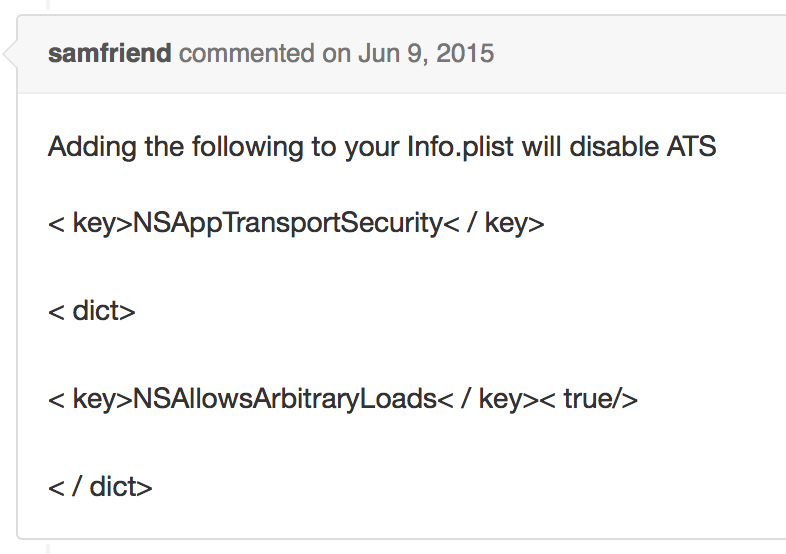 samfriend commented on Jun 9, 2015
Adding the following to your Info.plist will disable ATS
< key>NSAppTransportSecurity< / key>
< dict>
< key>NSAllowsArbitraryLoads< / key>< true/>
< / dict>